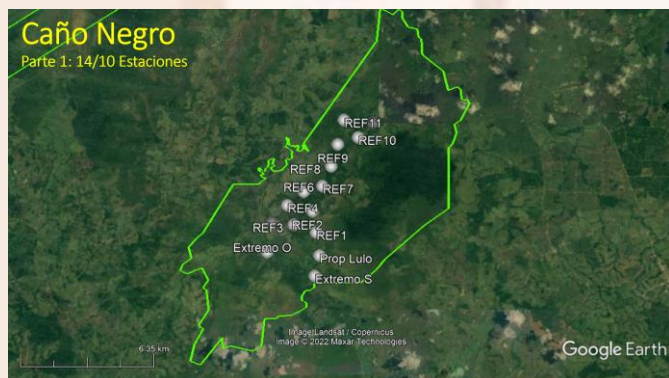 Caño Negro
Parte 1: 14/10 Estaciones
REF11
REF10
REF9
REF8
REF6
REF7
REF4
REF3
REF2
REF1
Extremo O
Prop Lulo
Extremo S
6.35 km
Image Landsat / Copernicus
Image © 2022 Maxar Technologies
Google Earth